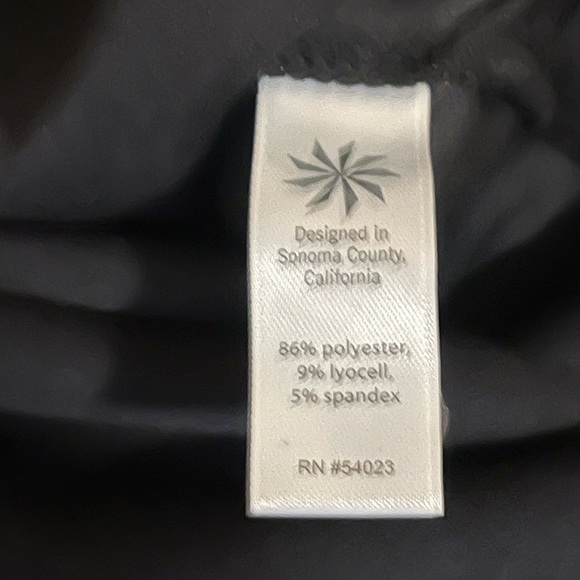 Designed in
Sonoma County,
California
86% polyester,
9% lyocell,
5% spandex
RN #54023